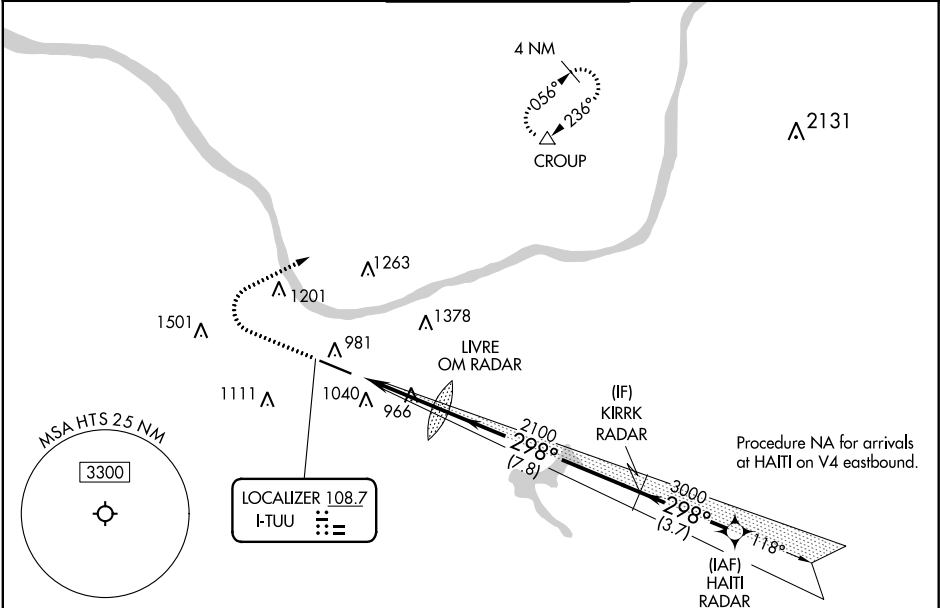 4 NM
056°
236°
CROUP
2131
1263
1201
1501
1378
981
LIVRE
OM RADAR
1111
1040
966
(IF)
KIRRK
RADAR
2100
298°
(7.8)
Procedure NA for arrivals
at HAITI on V4 eastbound.
MSA HTS 25 NM
3300
LOCALIZER 108.7
I-TUU
3000
298°
(3.7)
118°
(IAF)
HAITI
RADAR